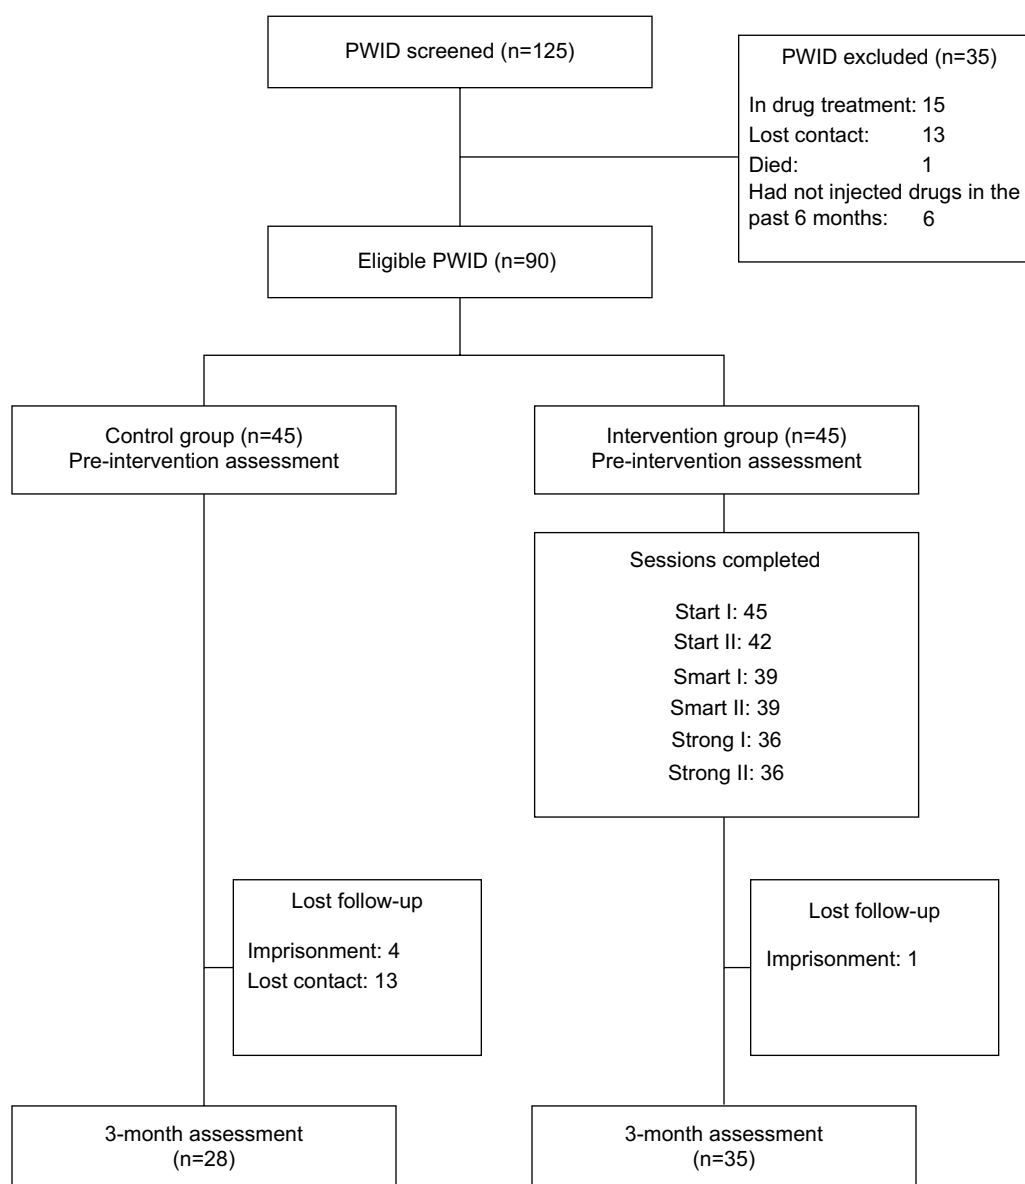 PWID screened (n=125)
PWID excluded (n=35)
In drug treatment: 15
Lost contact: 13
Died: 1
Had not injected drugs in the
past 6 months: 6
Eligible PWID (n=90)
Control group (n=45)
Pre-intervention assessment
Intervention group (n=45)
Pre-intervention assessment
Sessions completed
Start I: 45
Start II: 42
Smart I: 39
Smart II: 39
Strong I: 36
Strong II: 36
Lost follow-up
Imprisonment: 4
Lost contact: 13
Lost follow-up
Imprisonment: 1
3-month assessment
(n=28)
3-month assessment
(n=35)